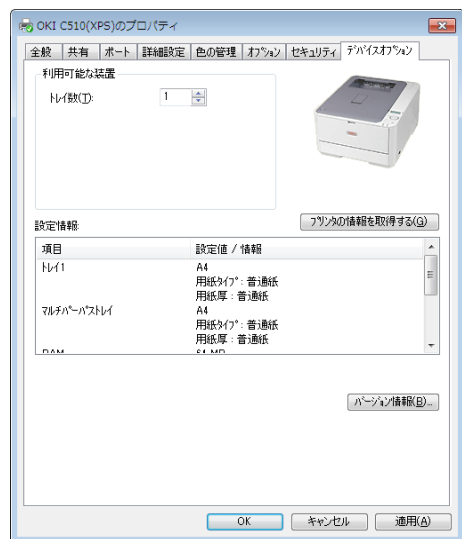 OKI C510(XPS)のプロパティ
全般 共有 ポート 詳細設定 色の管理 オプション セキュリティ デバイスオプション
利用可能な装置
トレイ数(T): 1
プリンタの情報を取得する(G)
設定情報:
項目 設定値 / 情報
トレイ1 A4
用紙タイプ: 普通紙
用紙厚: 普通紙
マルチパーパストレイ A4
用紙タイプ: 普通紙
用紙厚: 普通紙
RAM 64 MB
バージョン情報(B)...
OK キャンセル 適用(A)